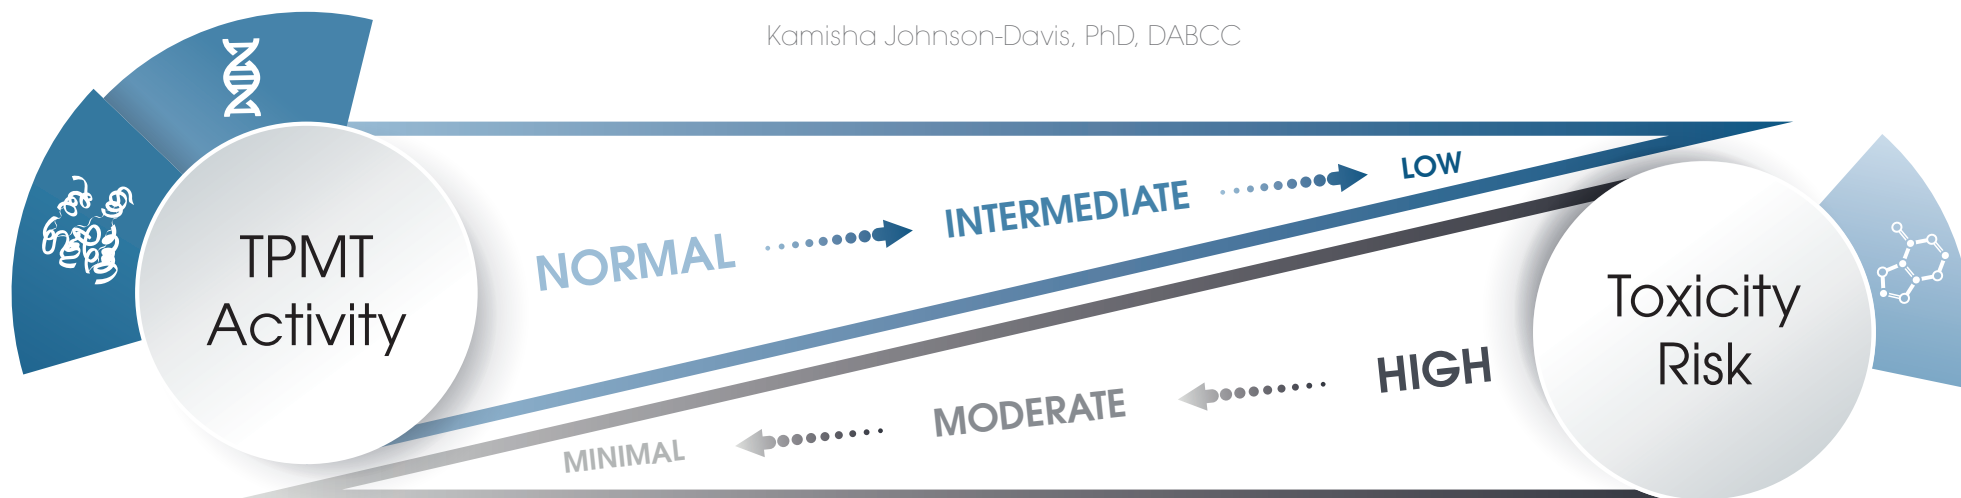 Kamisha Johnson-Davis, PhD, DABCC
TPMT
Activity
NORMAL
INTERMEDIATE
LOW
MINIMAL
MODERATE
HIGH
Toxicity
Risk